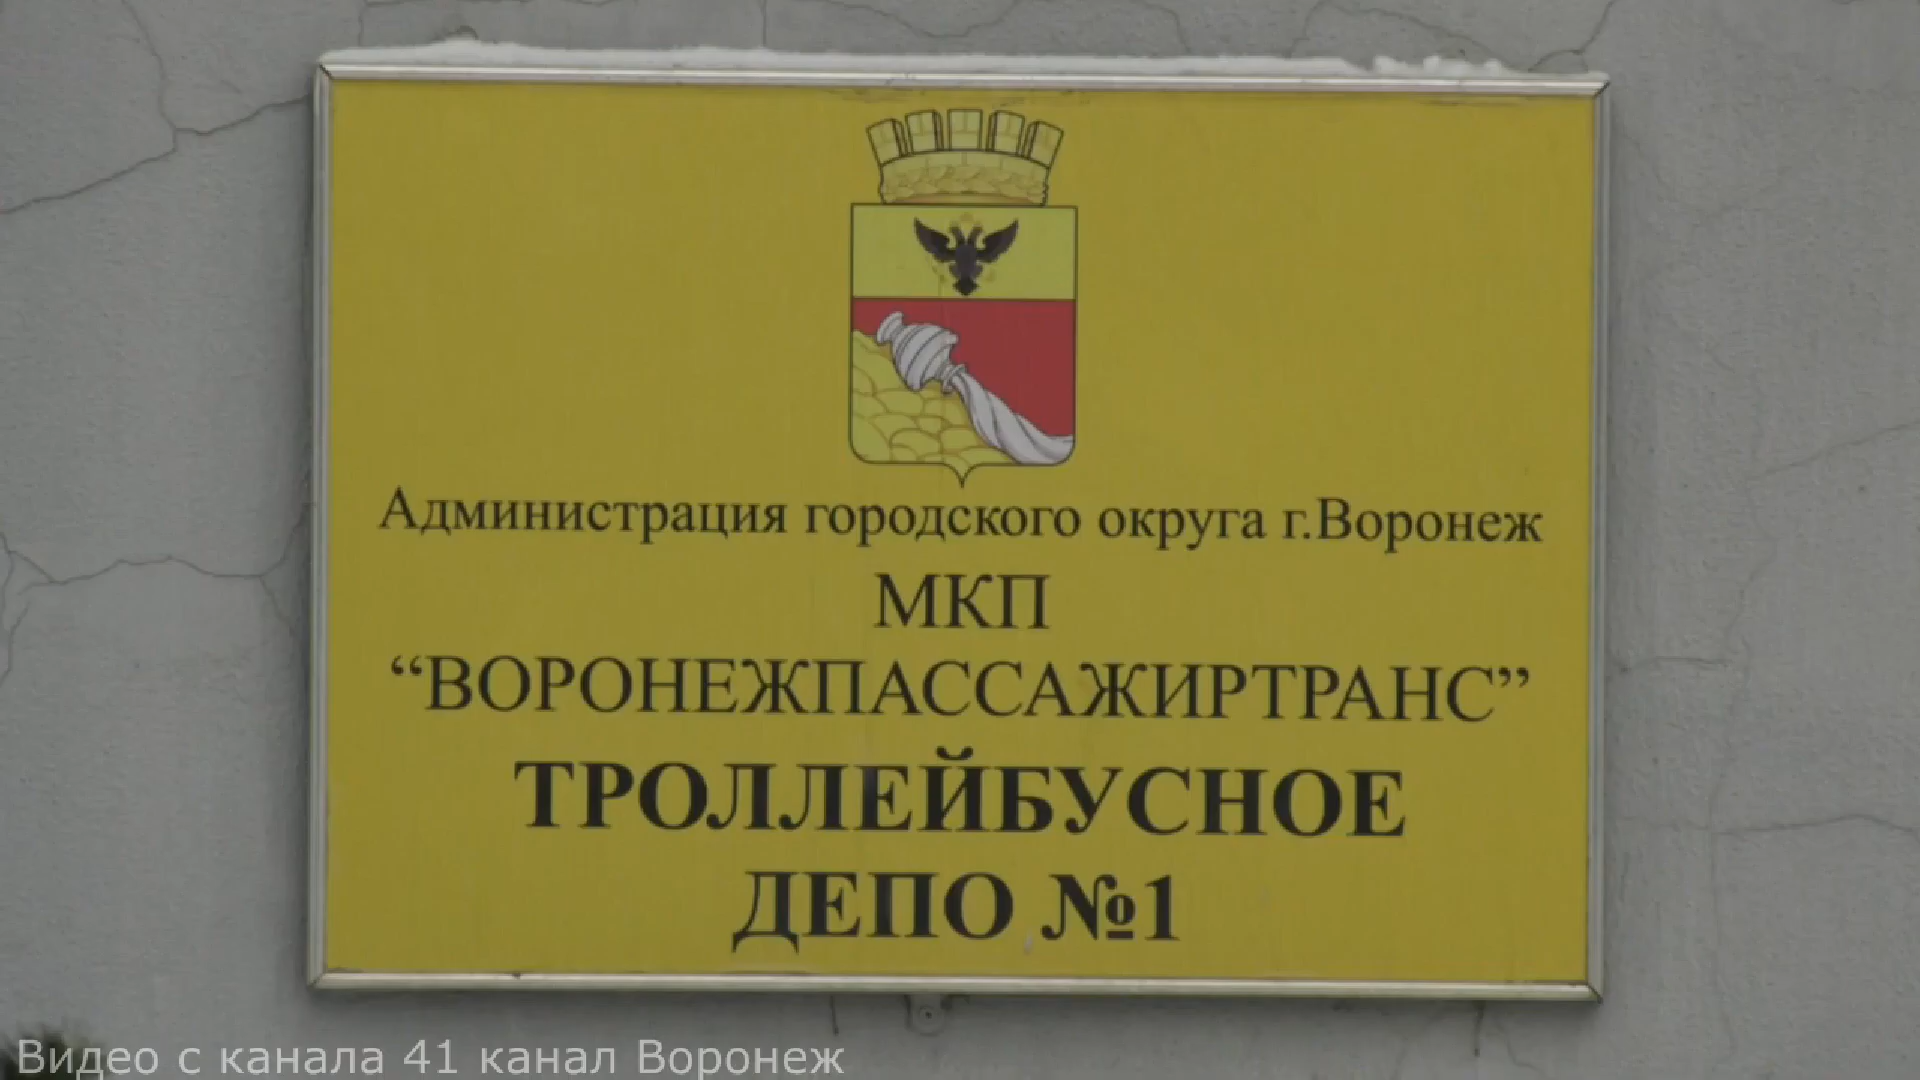 Администрация городского округа г.Воронеж
МКП
“ВОРОНЕЖПАССАЖИРТРАНС”
ТРОЛЛЕЙБУСНОЕ
ДЕПО №1
Видео с канала 41 канал Воронеж